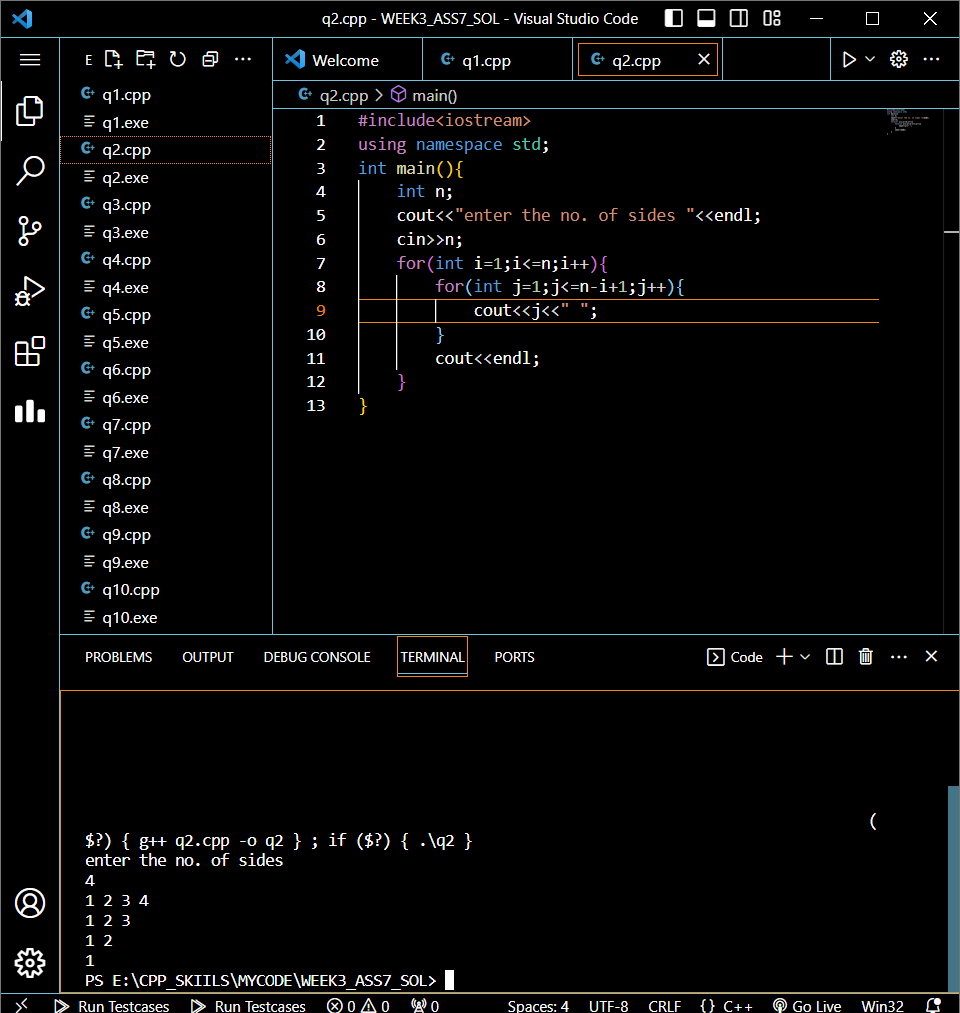 q2.cpp - WEEK3_ASS7_SOL - Visual Studio Code
E
Welcome
q1.cpp
q2.cpp
q1.cpp
q1.exe
q2.cpp
q2.exe
q3.cpp
q3.exe
q4.cpp
q4.exe
q5.cpp
q5.exe
q6.cpp
q6.exe
q7.cpp
q7.exe
q8.cpp
q8.exe
q9.cpp
q9.exe
q10.cpp
q10.exe
q2.cpp > main()
1 #include<iostream>
2 using namespace std;
3 int main(){
4 int n;
5 cout<<"enter the no. of sides "<<endl;
6 cin>>n;
7 for(int i=1;i<=n;i++){
8 for(int j=1;j<=n-i+1;j++){
9 cout<<j<<" ";
10 }
11 cout<<endl;
12 }
13 }
PROBLEMS OUTPUT DEBUG CONSOLE TERMINAL PORTS Code
(
$?) { g++ q2.cpp -o q2 } ; if ($?) { .\q2 }
enter the no. of sides
4
1 2 3 4
1 2 3
1 2
1
PS E:\CPP_SKIILS\MYCODE\WEEK3_ASS7_SOL>
Run Testcases Run Testcases 0 0 0 Spaces: 4 UTF-8 CRLF {} C++ Go Live Win32